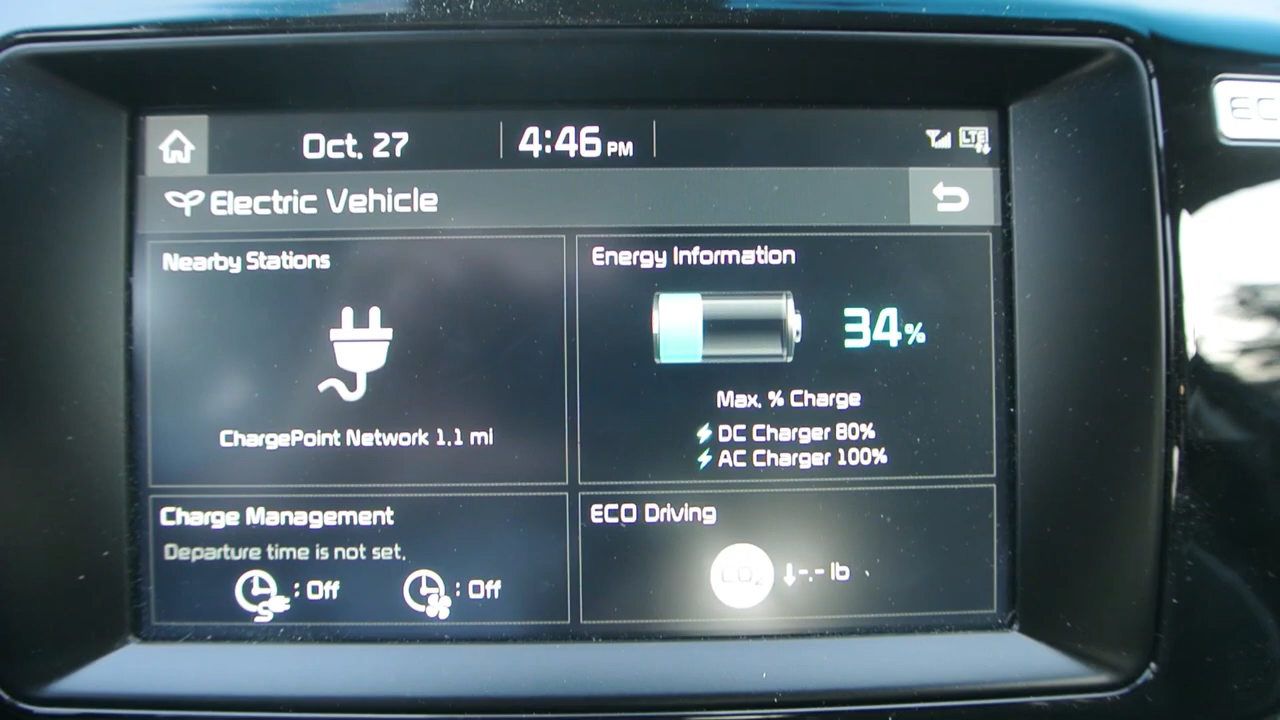 Oct. 27
4:46 PM
LTE
Electric Vehicle
Nearby Stations
ChargePoint Network 1.1 mi
Energy Information
34%
Max. % Charge
DC Charger 80%
AC Charger 100%
Charge Management
Departure time is not set.
: Off
: Off
ECO Driving
CO2
-.- lb